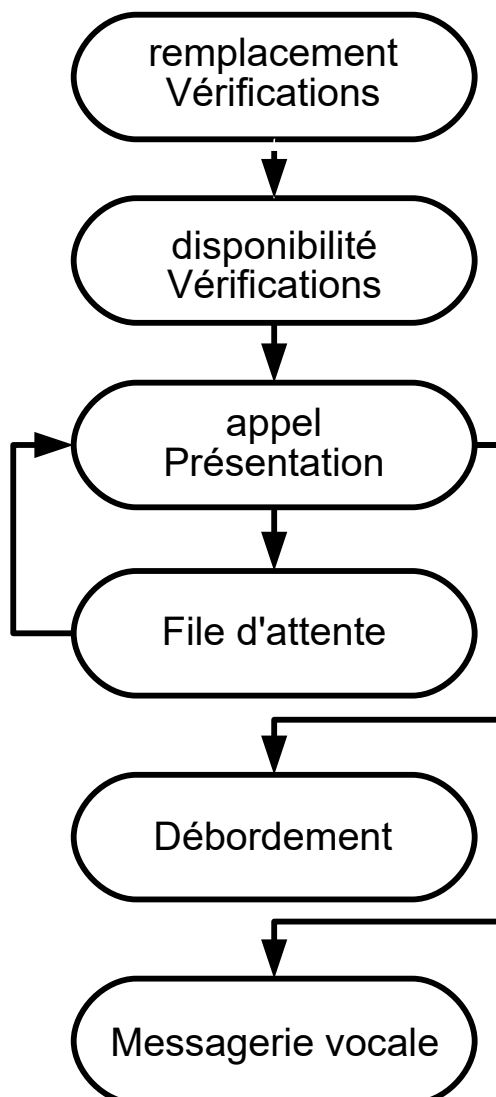 remplacement
Vérifications
disponibilité
Vérifications
appel
Présentation
File d'attente
Débordement
Messagerie vocale